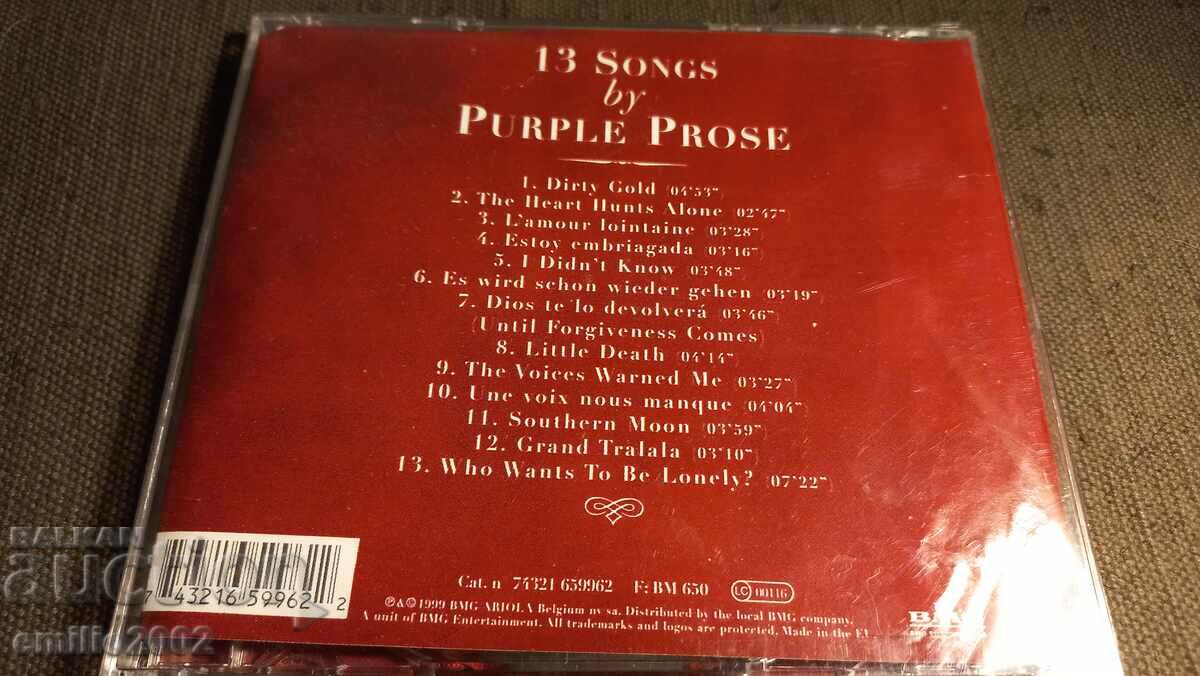 13 SONGS
by
PURPLE PROSE
1. Dirty Gold (04'53")
2. The Heart Hunts Alone (02'47")
3. L'amour lointaine (03'28")
4. Estoy embriagada (03'16")
5. I Didn't Know (03'48")
6. Es wird schon wieder gehen (03'19")
7. Dios te lo devolverá (03'46")
(Until Forgiveness Comes)
8. Little Death (04'14")
9. The Voices Warned Me (03'27")
10. Une voix nous manque (04'04")
11. Southern Moon (03'59")
12. Grand Tralala (03'10")
13. Who Wants To Be Lonely? (07'22")
BALKAN
auction
7 43216 59962 2
emilio2002
Cat. n 74321 659962 F: BM 650 LC 00116
℗ & © 1999 BMG ARIOLA Belgium nv sa. Distributed by the local BMG company.
A unit of BMG Entertainment. All trademarks and logos are protected. Made in the
BMG